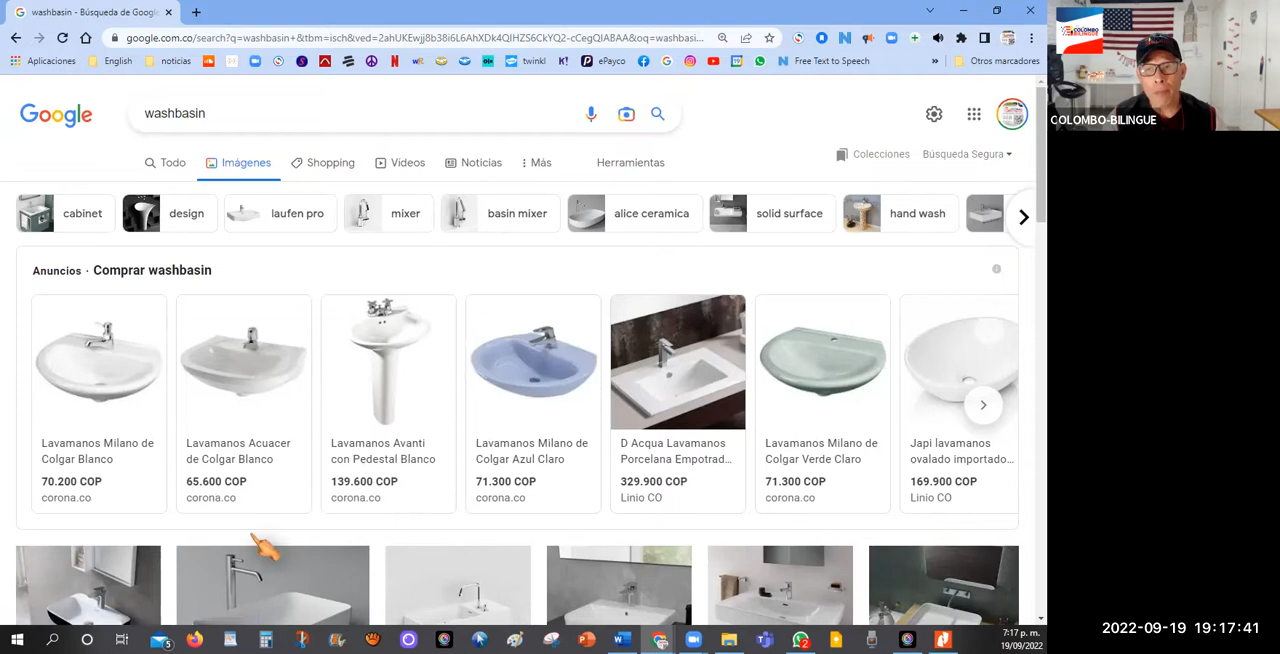 washbasin - Búsqueda de Google
google.com.co/search?q=washbasin+&tbm=isch&ved=2ahUKEwjj8b38i6L6AhXDk4QIHZS6CkYQ2-cCegQIABAA&oq=washbasi...
Aplicaciones
English
noticias
twinkl
K!
ePayco
Free Text to Speech
»
Otros marcadores
COLOMBO BILINGUE
COLOMBO-BILINGUE
Google
washbasin
Todo
Imágenes
Shopping
Vídeos
Noticias
Más
Herramientas
Colecciones
Búsqueda Segura
cabinet
design
laufen pro
mixer
basin mixer
alice ceramica
solid surface
hand wash
Anuncios · Comprar washbasin
Lavamanos Milano de
Colgar Blanco
70.200 COP
corona.co
Lavamanos Acuacer
de Colgar Blanco
65.600 COP
corona.co
Lavamanos Avanti
con Pedestal Blanco
139.600 COP
corona.co
Lavamanos Milano de
Colgar Azul Claro
71.300 COP
corona.co
D Acqua Lavamanos
Porcelana Empotrad...
329.900 COP
Linio CO
Lavamanos Milano de
Colgar Verde Claro
71.300 COP
corona.co
Japi lavamanos
ovalado importado...
169.900 COP
Linio CO
5
2
7:17 p. m.
19/09/2022
2022-09-19 19:17:41